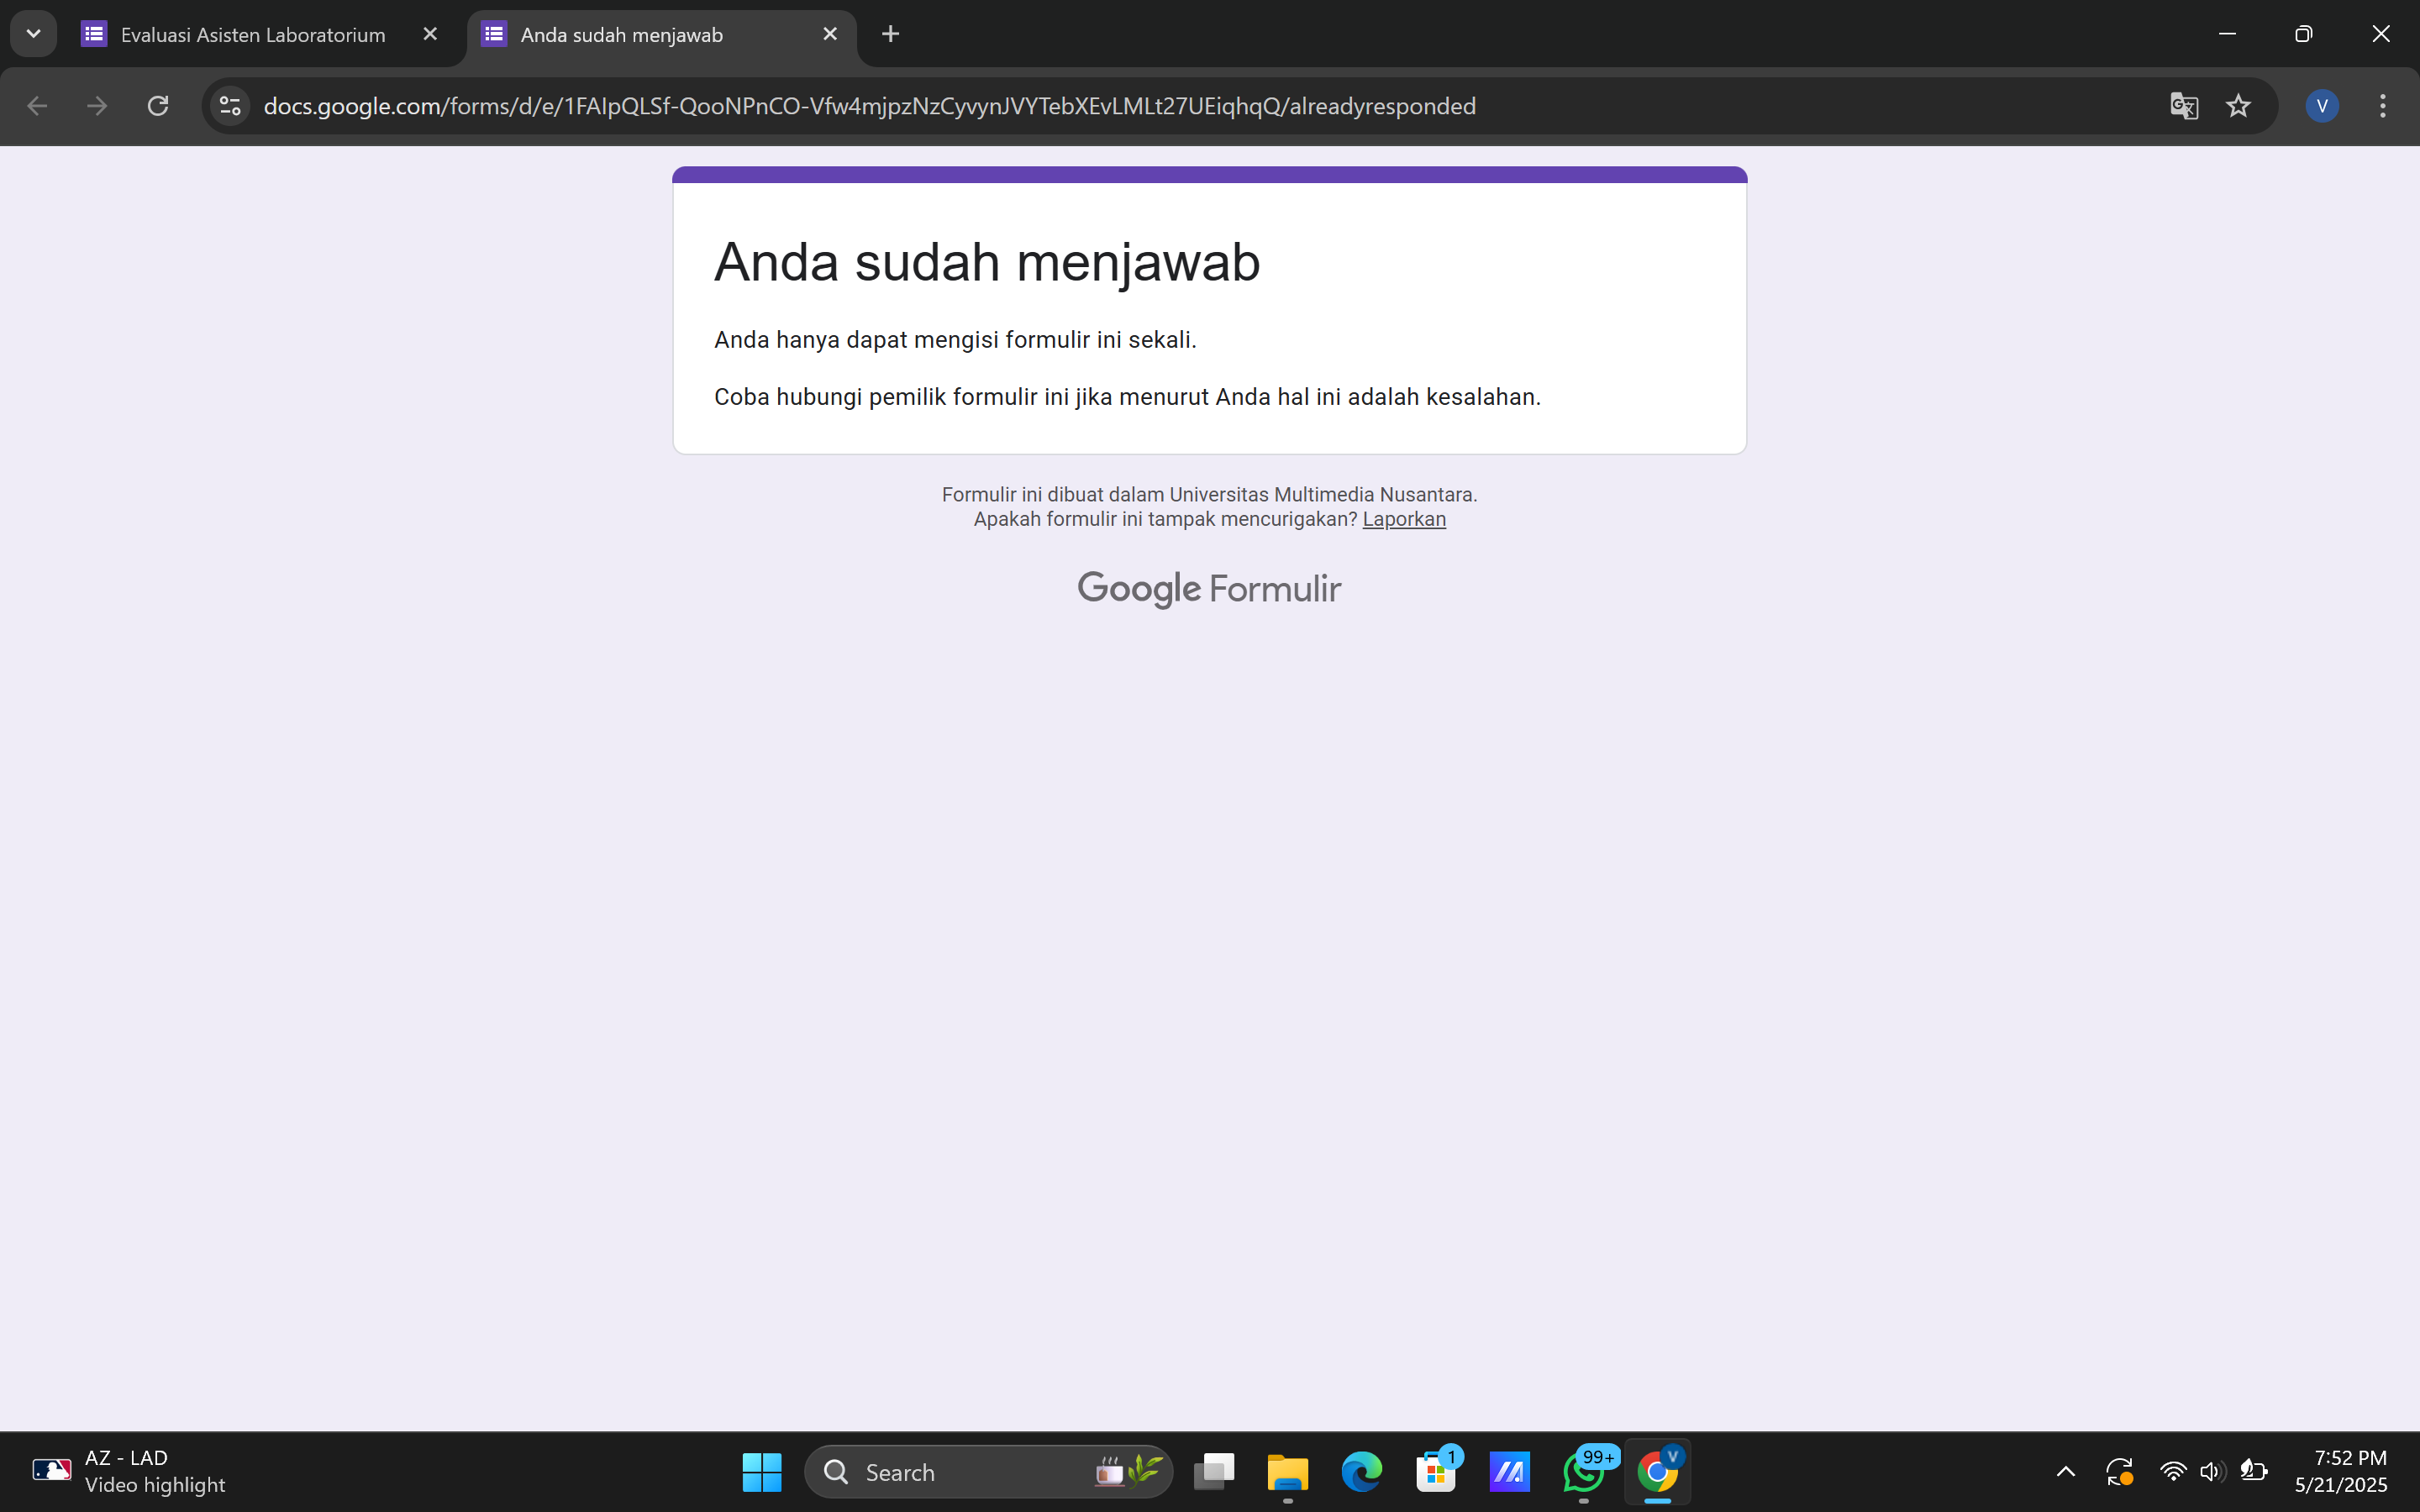 Evaluasi Asisten Laboratorium
Anda sudah menjawab
docs.google.com/forms/d/e/1FAIpQLSf-QooNPnCO-Vfw4mjpzNzCyvynJVYTebXEvLMLt27UEiqhqQ/alreadyresponded
V
Anda sudah menjawab
Anda hanya dapat mengisi formulir ini sekali.
Coba hubungi pemilik formulir ini jika menurut Anda hal ini adalah kesalahan.
Formulir ini dibuat dalam Universitas Multimedia Nusantara.
Apakah formulir ini tampak mencurigakan? Laporkan
Google Formulir
AZ - LAD
Video highlight
Search
1
99+
V
7:52 PM
5/21/2025